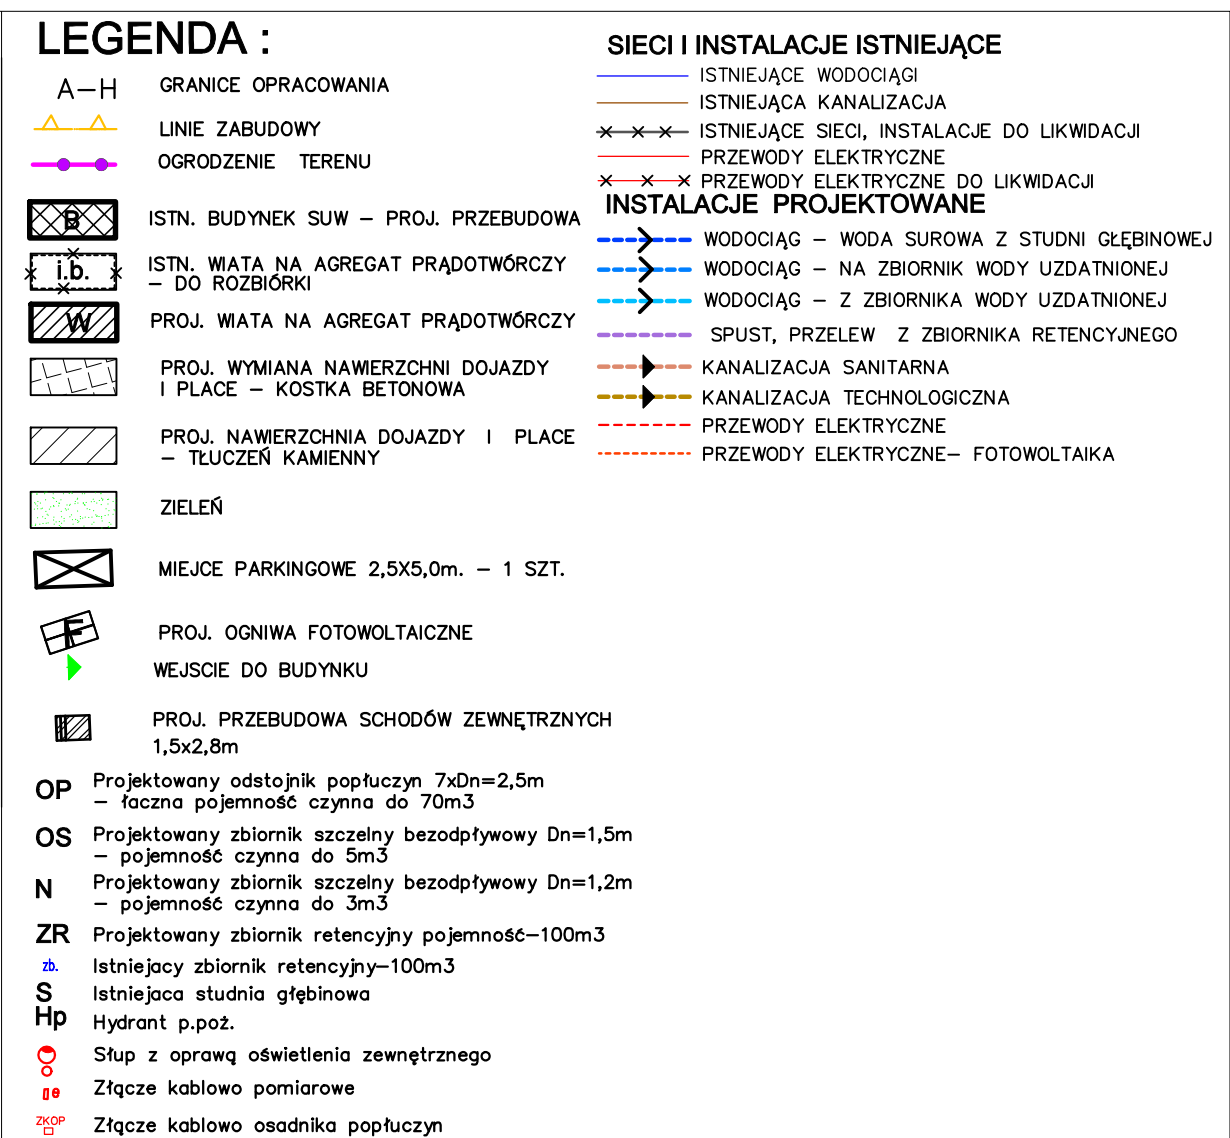 LEGENDA :
A–H GRANICE OPRACOWANIA
LINIE ZABUDOWY
OGRODZENIE TERENU
B ISTN. BUDYNEK SUW – PROJ. PRZEBUDOWA
i.b. ISTN. WIATA NA AGREGAT PRĄDOTWÓRCZY
– DO ROZBIÓRKI
W PROJ. WIATA NA AGREGAT PRĄDOTWÓRCZY
PROJ. WYMIANA NAWIERZCHNI DOJAZDY
I PLACE – KOSTKA BETONOWA
PROJ. NAWIERZCHNIA DOJAZDY I PLACE
– TŁUCZEŃ KAMIENNY
ZIELEŃ
MIEJCE PARKINGOWE 2,5X5,0m. – 1 SZT.
F PROJ. OGNIWA FOTOWOLTAICZNE
WEJSCIE DO BUDYNKU
PROJ. PRZEBUDOWA SCHODÓW ZEWNĘTRZNYCH
1,5x2,8m
OP Projektowany odstojnik popłuczyn 7xDn=2,5m
– łaczna pojemność czynna do 70m3
OS Projektowany zbiornik szczelny bezodpływowy Dn=1,5m
– pojemność czynna do 5m3
N Projektowany zbiornik szczelny bezodpływowy Dn=1,2m
– pojemność czynna do 3m3
ZR Projektowany zbiornik retencyjny pojemność–100m3
zb. Istniejacy zbiornik retencyjny–100m3
S Istniejaca studnia głębinowa
Hp Hydrant p.poż.
Słup z oprawą oświetlenia zewnętrznego
Złącze kablowo pomiarowe
ZKOP Złącze kablowo osadnika popłuczyn
SIECI I INSTALACJE ISTNIEJĄCE
ISTNIEJĄCE WODOCIĄGI
ISTNIEJĄCA KANALIZACJA
ISTNIEJĄCE SIECI, INSTALACJE DO LIKWIDACJI
PRZEWODY ELEKTRYCZNE
PRZEWODY ELEKTRYCZNE DO LIKWIDACJI
INSTALACJE PROJEKTOWANE
WODOCIĄG – WODA SUROWA Z STUDNI GŁĘBINOWEJ
WODOCIĄG – NA ZBIORNIK WODY UZDATNIONEJ
WODOCIĄG – Z ZBIORNIKA WODY UZDATNIONEJ
SPUST, PRZELEW Z ZBIORNIKA RETENCYJNEGO
KANALIZACJA SANITARNA
KANALIZACJA TECHNOLOGICZNA
PRZEWODY ELEKTRYCZNE
PRZEWODY ELEKTRYCZNE– FOTOWOLTAIKA